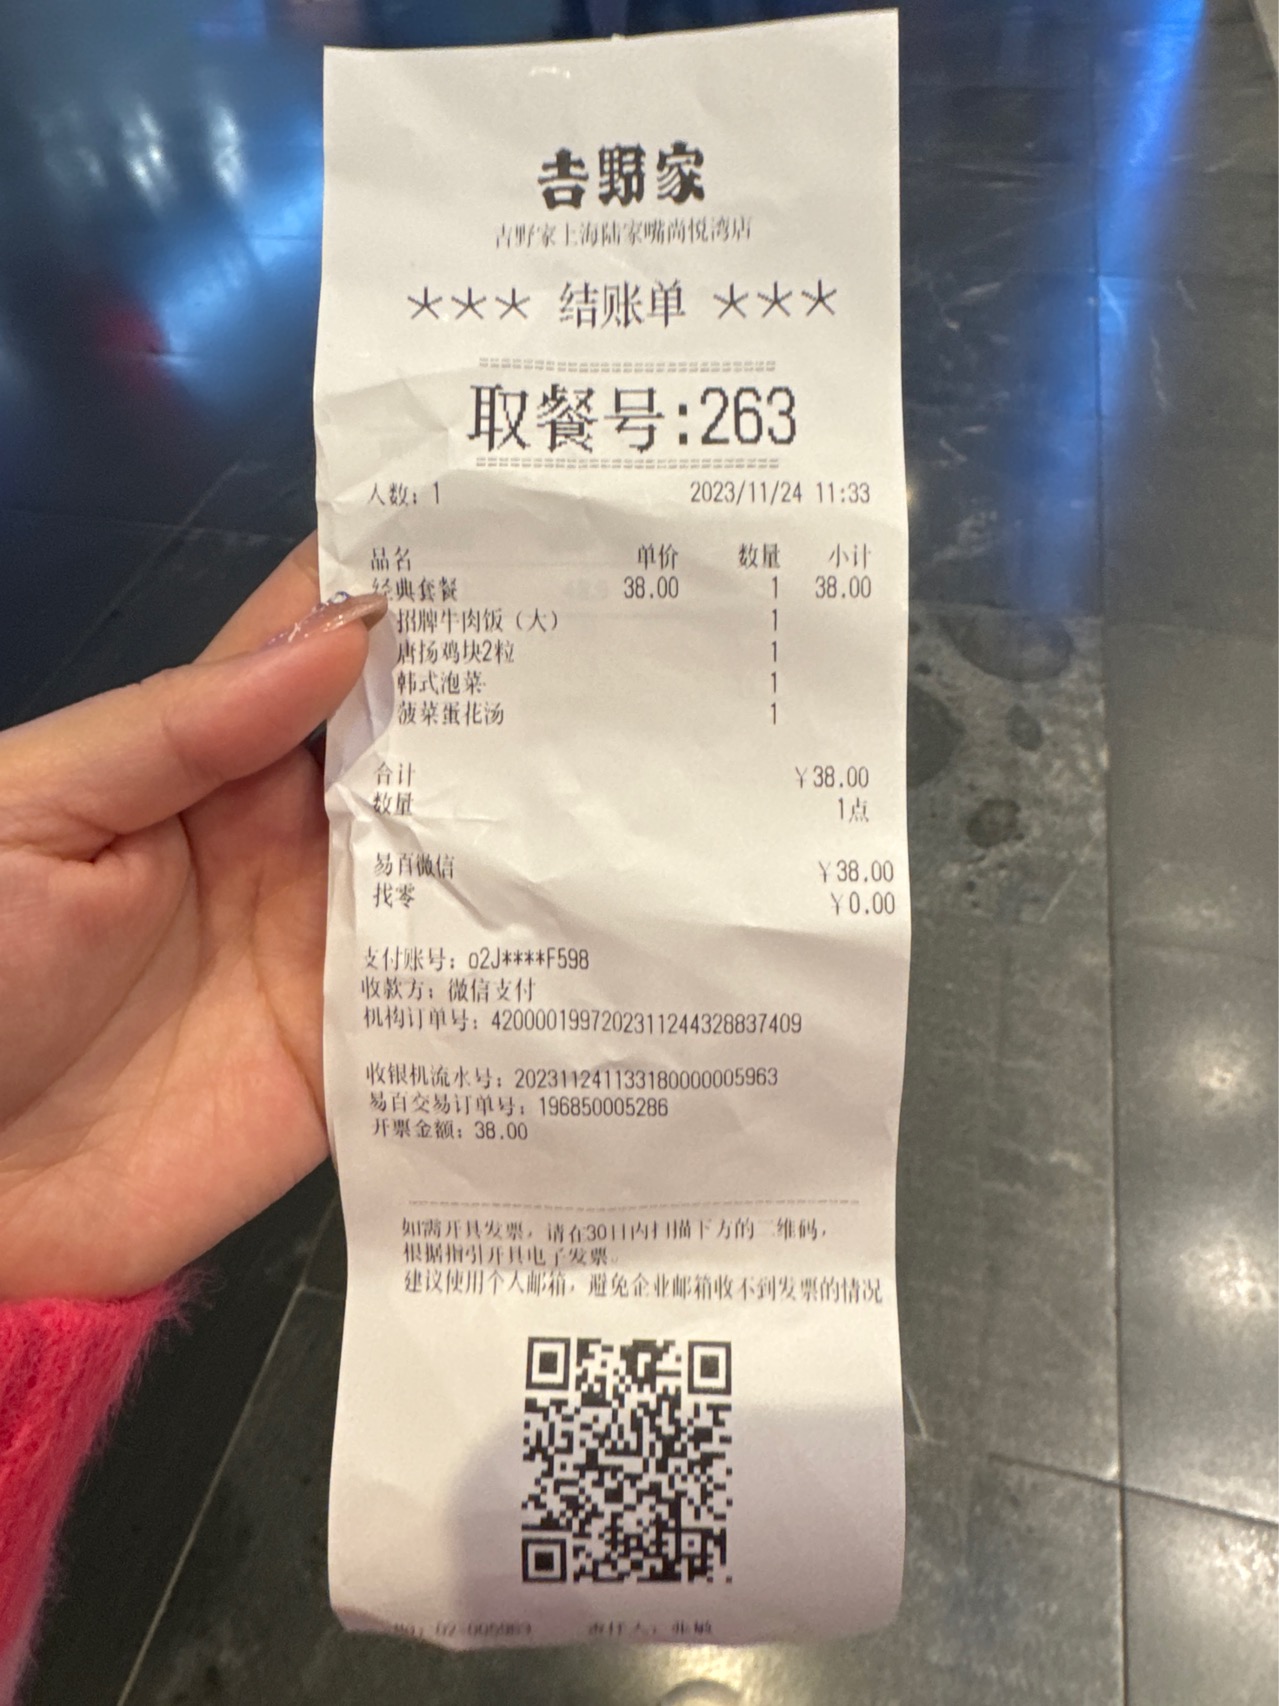 吉野家
吉野家上海陆家嘴尚悦湾店
*** 结账单 ***
==============================
取餐号:263
==============================
人数: 1 2023/11/24 11:33
品名 单价 数量 小计
经典套餐 38.00 1 38.00
招牌牛肉饭（大） 1
唐扬鸡块2粒 1
韩式泡菜 1
菠菜蛋花汤 1
合计 ￥38.00
数量 1点
易百微信 ￥38.00
找零 ￥0.00
支付账号: o2J****F598
收款方: 微信支付
机构订单号: 4200001997202311244328837409
收银机流水号: 2023112411331800000005963
易百交易订单号: 196850005286
开票金额: 38.00
如需开具发票，请在30日内扫描下方的二维码，
根据指引开具电子发票。
建议使用个人邮箱，避免企业邮箱收不到发票的情况
02-005963 责任人: 敏